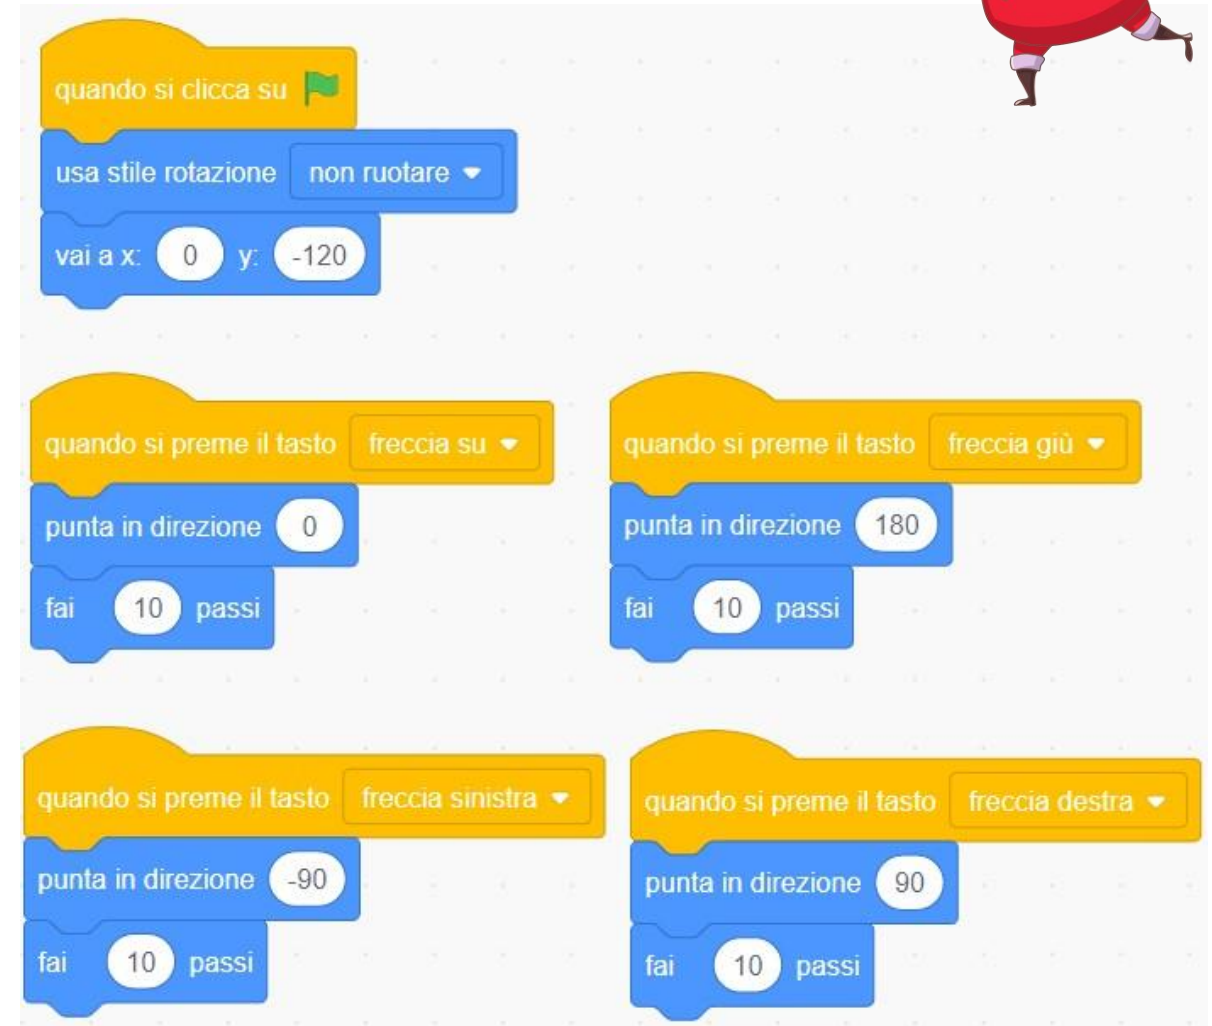 quando si clicca su
usa stile rotazione non ruotare
vai a x: 0 y: -120
quando si preme il tasto freccia su
punta in direzione 0
fai 10 passi
quando si preme il tasto freccia giù
punta in direzione 180
fai 10 passi
quando si preme il tasto freccia sinistra
punta in direzione -90
fai 10 passi
quando si preme il tasto freccia destra
punta in direzione 90
fai 10 passi